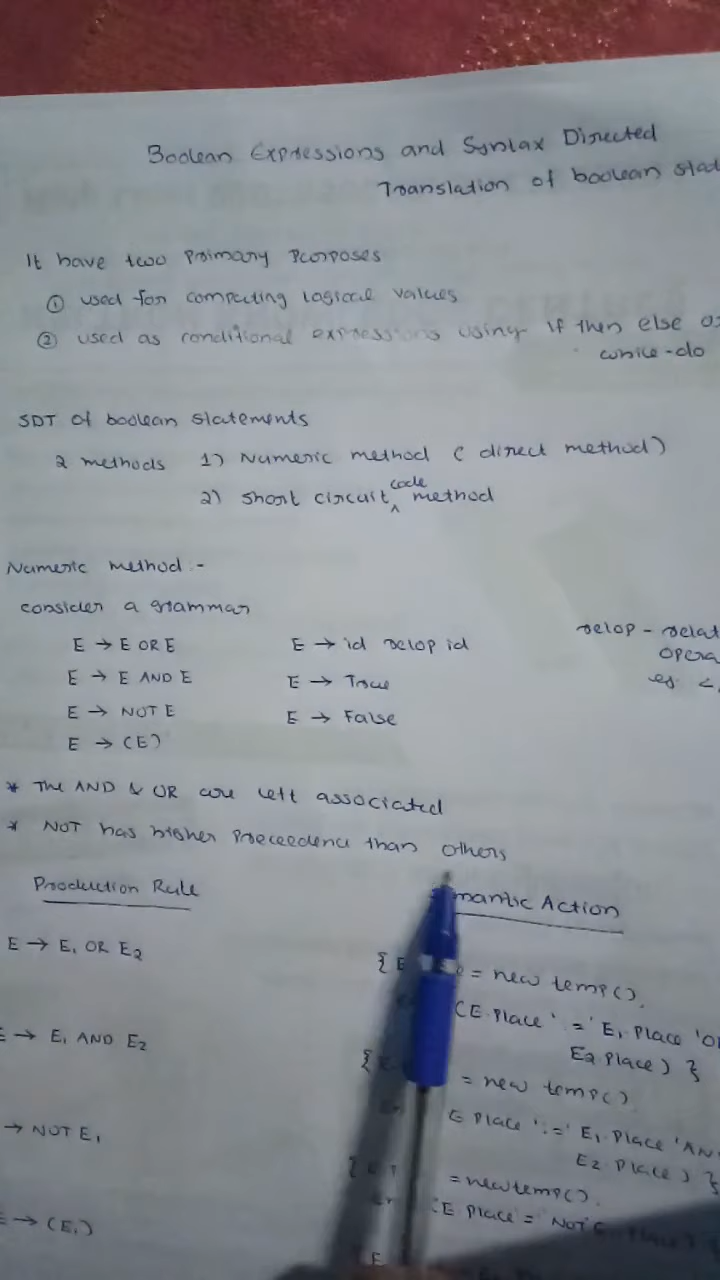 Boolean Expressions and Syntax Directed
Translation of boolean stat
It have two primary Purposes
① used for computing Logical values
② used as conditional expressions using if then else or
while-do
SDT of boolean statements
2 methods 1) Numeric method ( direct method)
2) short circuit code method
Numeric method :-
consider a grammar
E → E OR E E → id relop id relop - relat
E → E AND E E → True opera
E → NOT E E → False eg. <,
E → (E)
* The AND & OR are left associated
* NOT has higher Preceedence than others
Production Rule mantic Action
E → E₁ OR E₂ { E = new temp().
(E.Place ' = ' E₁.Place 'O
E₂.Place) }
E → E₁ AND E₂ { = new temp()
E Place ':=' E₁.Place 'AN
E₂.Place) }
→ NOT E₁ { = new temp().
(E.Place = ' NOT
E → (E₁) E